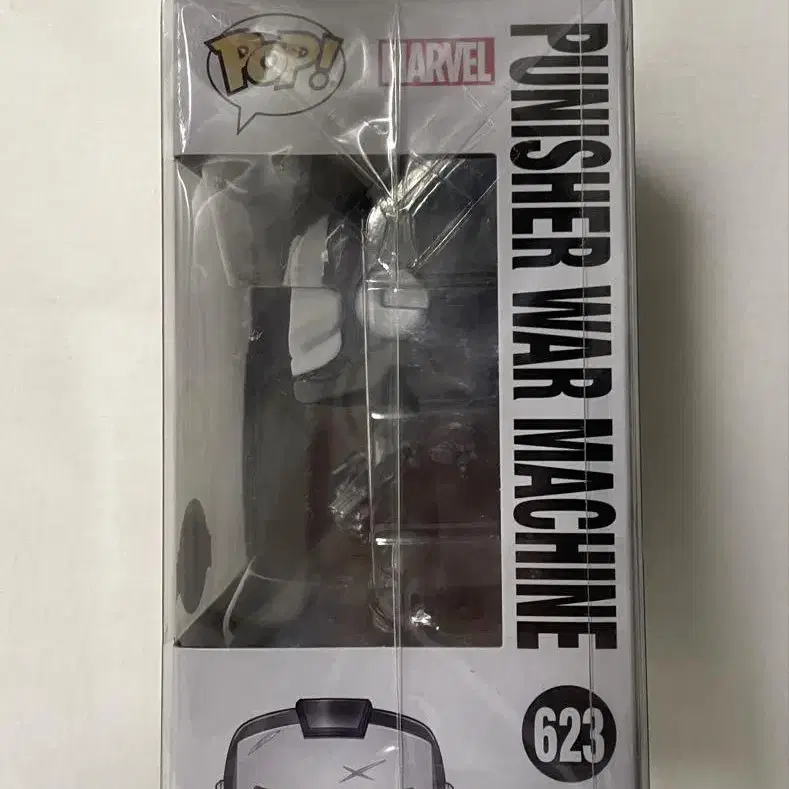 POP!
MARVEL
PUNISHER WAR MACHINE
623